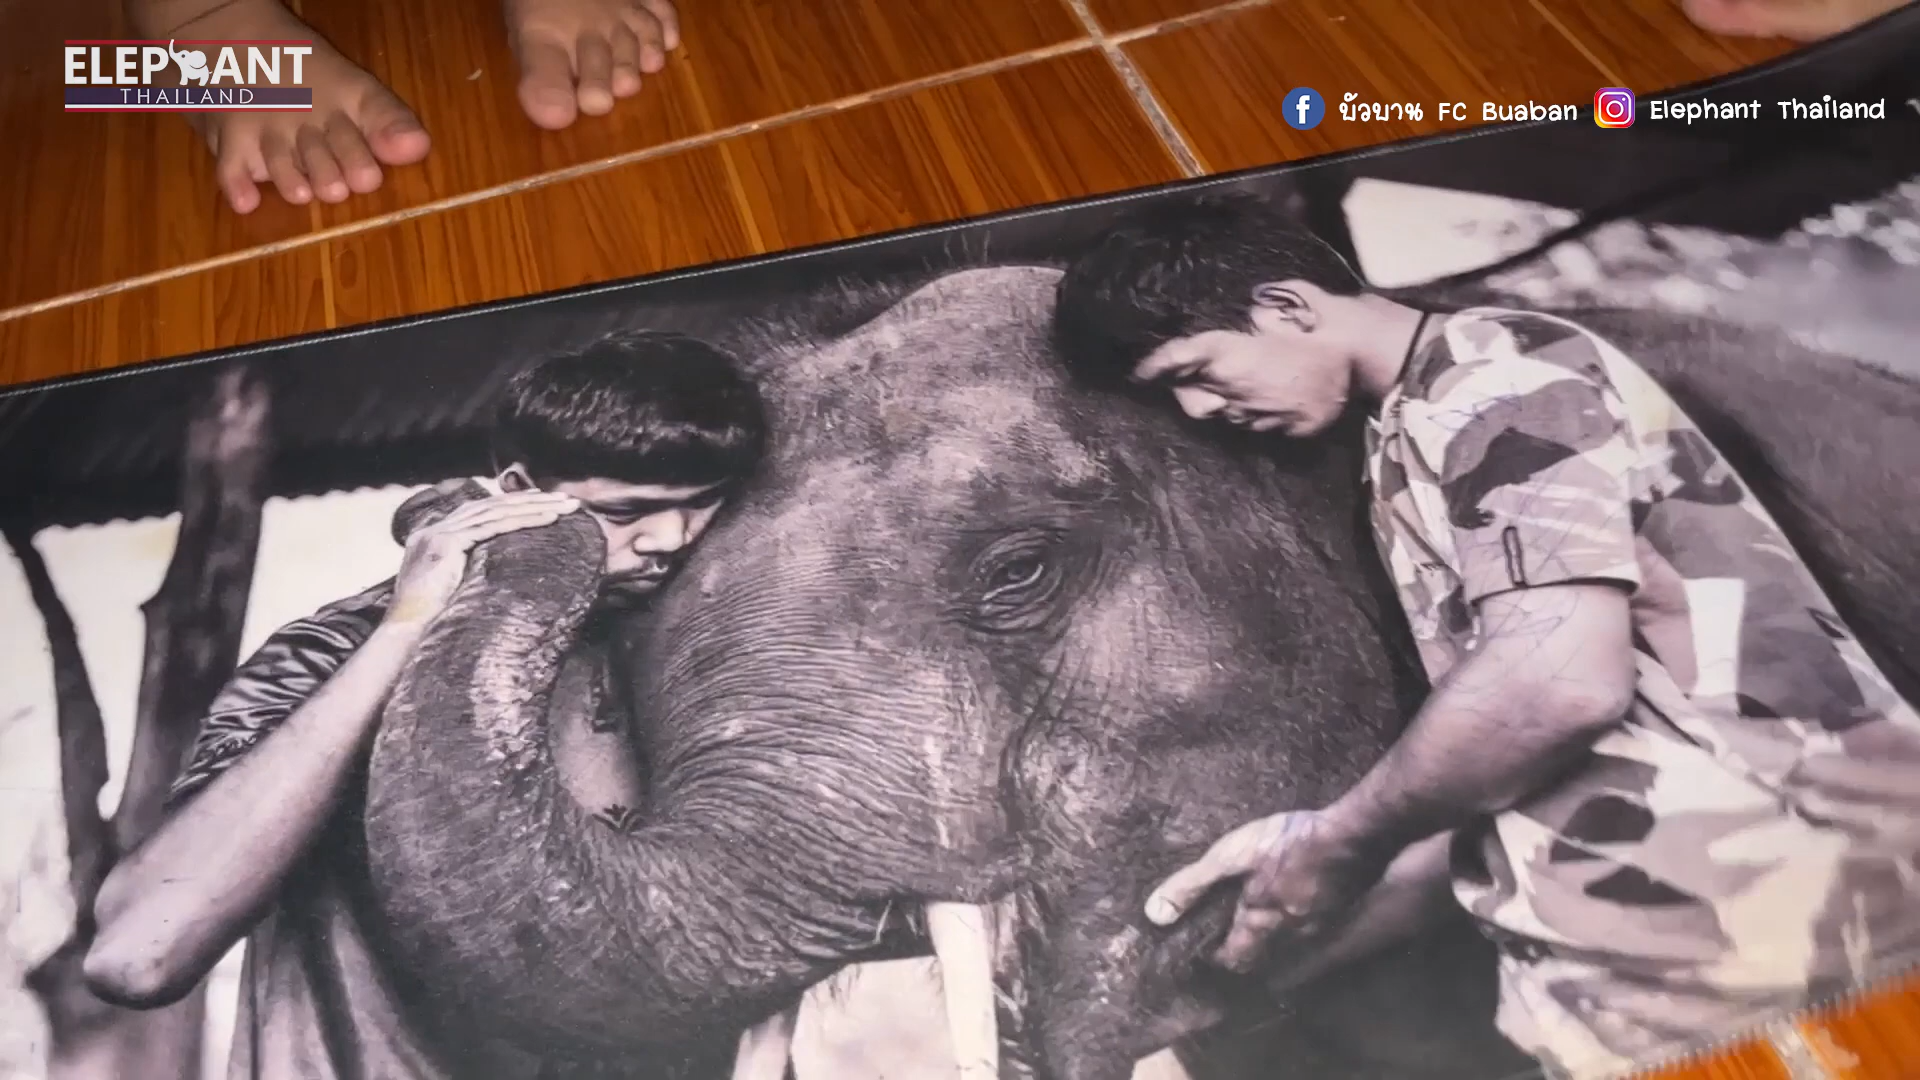 ELEPHANT
THAILAND
บัวบาน FC Buaban Elephant Thailand